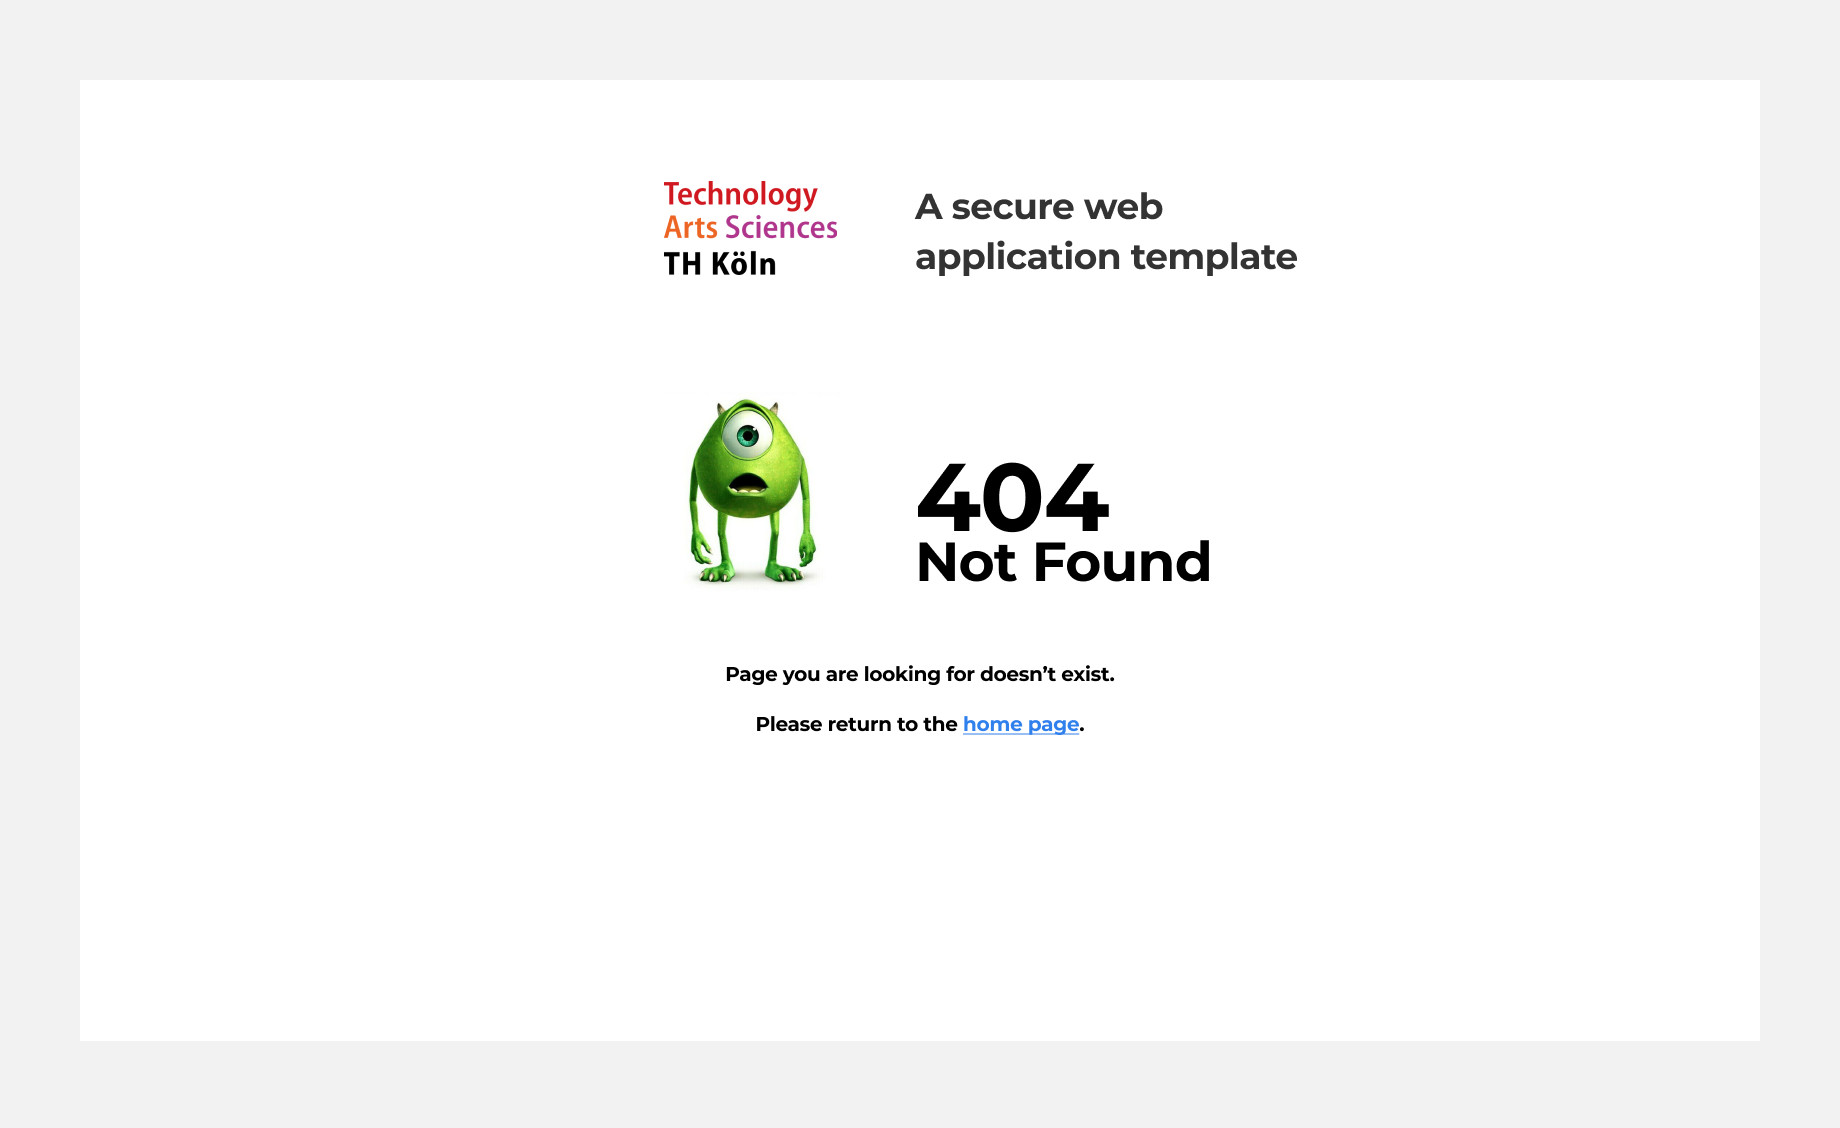 Technology
Arts Sciences
TH Köln
A secure web
application template
404
Not Found
Page you are looking for doesn’t exist.
Please return to the home page.